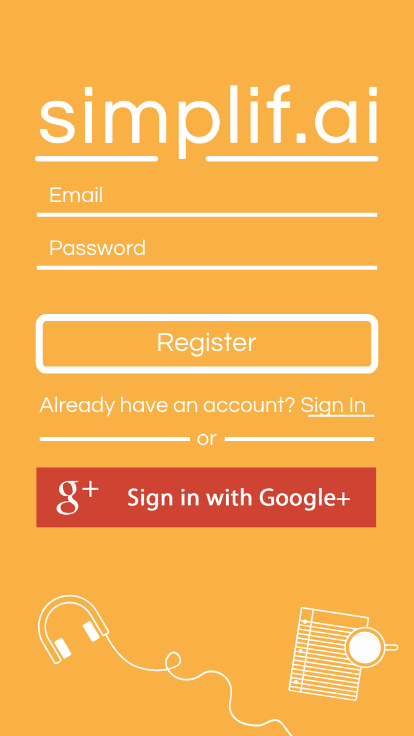 simplif.ai
Email
Password
Register
Already have an account? Sign In
or
g+ Sign in with Google+